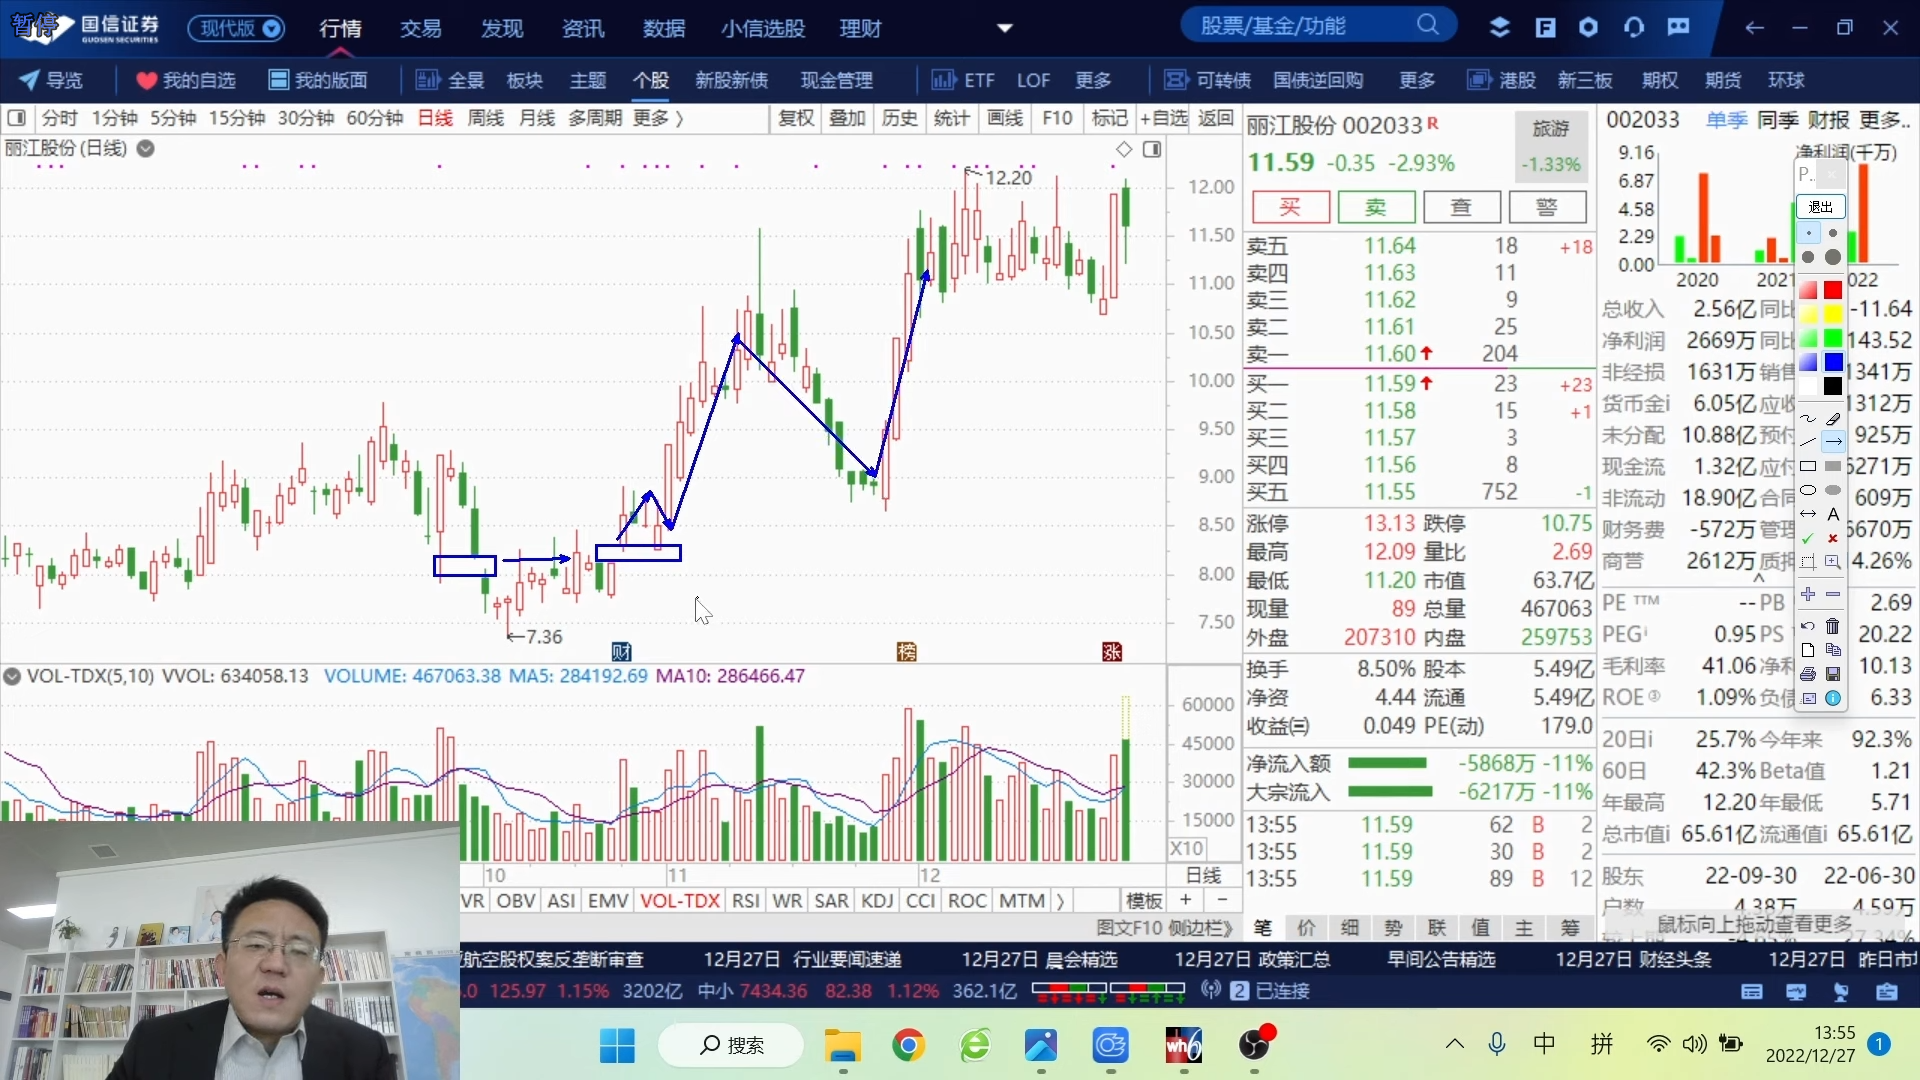 暂停
国信证券
GUOSEN SECURITIES
现代版
行情 交易 发现 资讯 数据 小信选股 理财
股票/基金/功能
导览 我的自选 我的版面 全景 板块 主题 个股 新股新债 现金管理 ETF LOF 更多 可转债 国债逆回购 更多 港股 新三板 期权 期货 环球
分时 1分钟 5分钟 15分钟 30分钟 60分钟 日线 周线 月线 多周期 更多 〉 复权 叠加 历史 统计 画线 F10 标记 +自选 返回
丽江股份 (日线)
12.20
12.00
11.50
11.00
10.50
10.00
9.50
9.00
8.50
8.00
7.50
←7.36
财 榜 涨
VOL-TDX(5,10) VVOL: 634058.13 VOLUME: 467063.38 MA5: 284192.69 MA10: 286466.47
60000
45000
30000
15000
X10
10 11 12 日线
VR OBV ASI EMV VOL-TDX RSI WR SAR KDJ CCI ROC MTM 〉 模板 + −
图文F10 侧边栏》
丽江股份 002033 R
11.59 -0.35 -2.93%
旅游
-1.33%
买 卖 查 警
卖五 11.64 18 +18
卖四 11.63 11
卖三 11.62 9
卖二 11.61 25
卖一 11.60 204
买一 11.59 23 +23
买二 11.58 15 +1
买三 11.57 3
买四 11.56 8
买五 11.55 752 -1
涨停 13.13 跌停 10.75
最高 12.09 量比 2.69
最低 11.20 市值 63.7亿
现量 89 总量 467063
外盘 207310 内盘 259753
换手 8.50% 股本 5.49亿
净资 4.44 流通 5.49亿
收益㈢ 0.049 PE(动) 179.0
净流入额 -5868万 -11%
大宗流入 -6217万 -11%
13:55 11.59 62 B 2
13:55 11.59 30 B 2
13:55 11.59 89 B 12
笔 价 细 势 联 值 主 筹
002033 单季 同季 财报 更多..
净利润(千万)
9.16
6.87
4.58
2.29
0.00
2020 2021 022
P..
退出
A
总收入 2.56亿 同比 -11.64
净利润 2669万 同比 143.52
非经损 1631万 销售 1341万
货币金i 6.05亿 应收 1312万
未分配 10.88亿 预付 925万
现金流 1.32亿 应付 6271万
非流动 18.90亿 合同 609万
财务费 -572万 管理 6670万
商誉 2612万 质押 4.26%
PE TTM -- PB 2.69
PEG i 0.95 PS 20.22
毛利率 41.06 净利 10.13
ROE ③ 1.09% 负债 6.33
20日i 25.7% 今年来 92.3%
60日 42.3% Beta值 1.21
年最高 12.20 年最低 5.71
总市值i 65.61亿 流通值i 65.61亿
股东 22-09-30 22-06-30
户数 4.38万 4.59万
鼠标向上拖动查看更多
航空股权案反垄断审查 12月27日 行业要闻速递 12月27日 晨会精选 12月27日 政策汇总 早间公告精选 12月27日 财经头条 12月27日
.0 125.97 1.15% 3202亿 中小 7434.36 82.38 1.12% 362.1亿 2 已连接
搜索
wh6
中 拼
13:55
2022/12/27
1